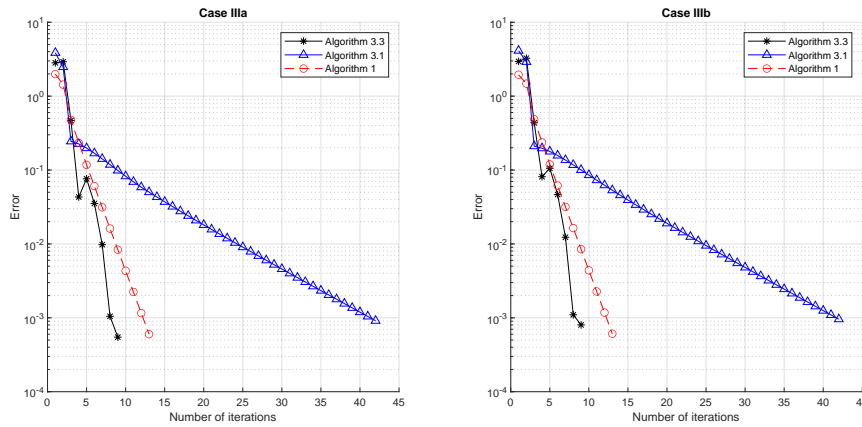 Case IIIa
10^1
10^0
10^-1
10^-2
10^-3
10^-4
Error
0 5 10 15 20 25 30 35 40 45
Number of iterations
Algorithm 3.3
Algorithm 3.1
Algorithm 1
Case IIIb
10^1
10^0
10^-1
10^-2
10^-3
10^-4
Error
0 5 10 15 20 25 30 35 40 45
Number of iterations
Algorithm 3.3
Algorithm 3.1
Algorithm 1